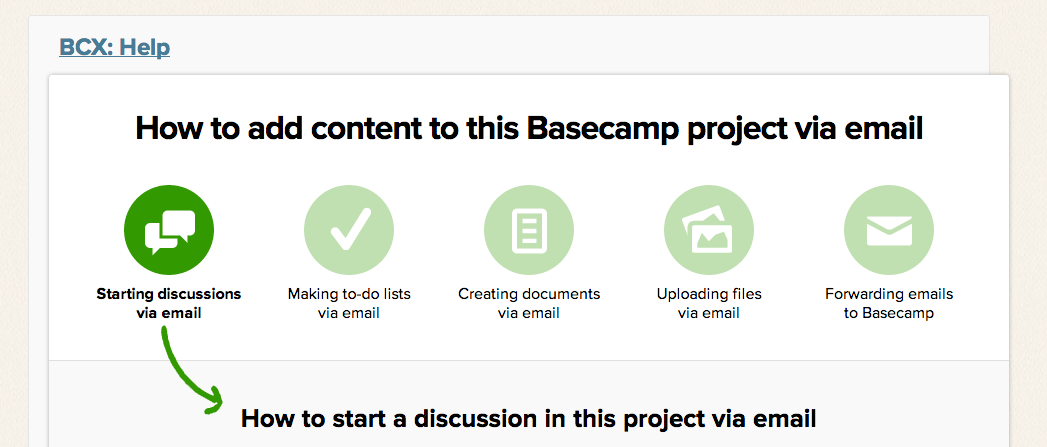 BCX: Help
How to add content to this Basecamp project via email
Starting discussions
via email
Making to-do lists
via email
Creating documents
via email
Uploading files
via email
Forwarding emails
to Basecamp
How to start a discussion in this project via email